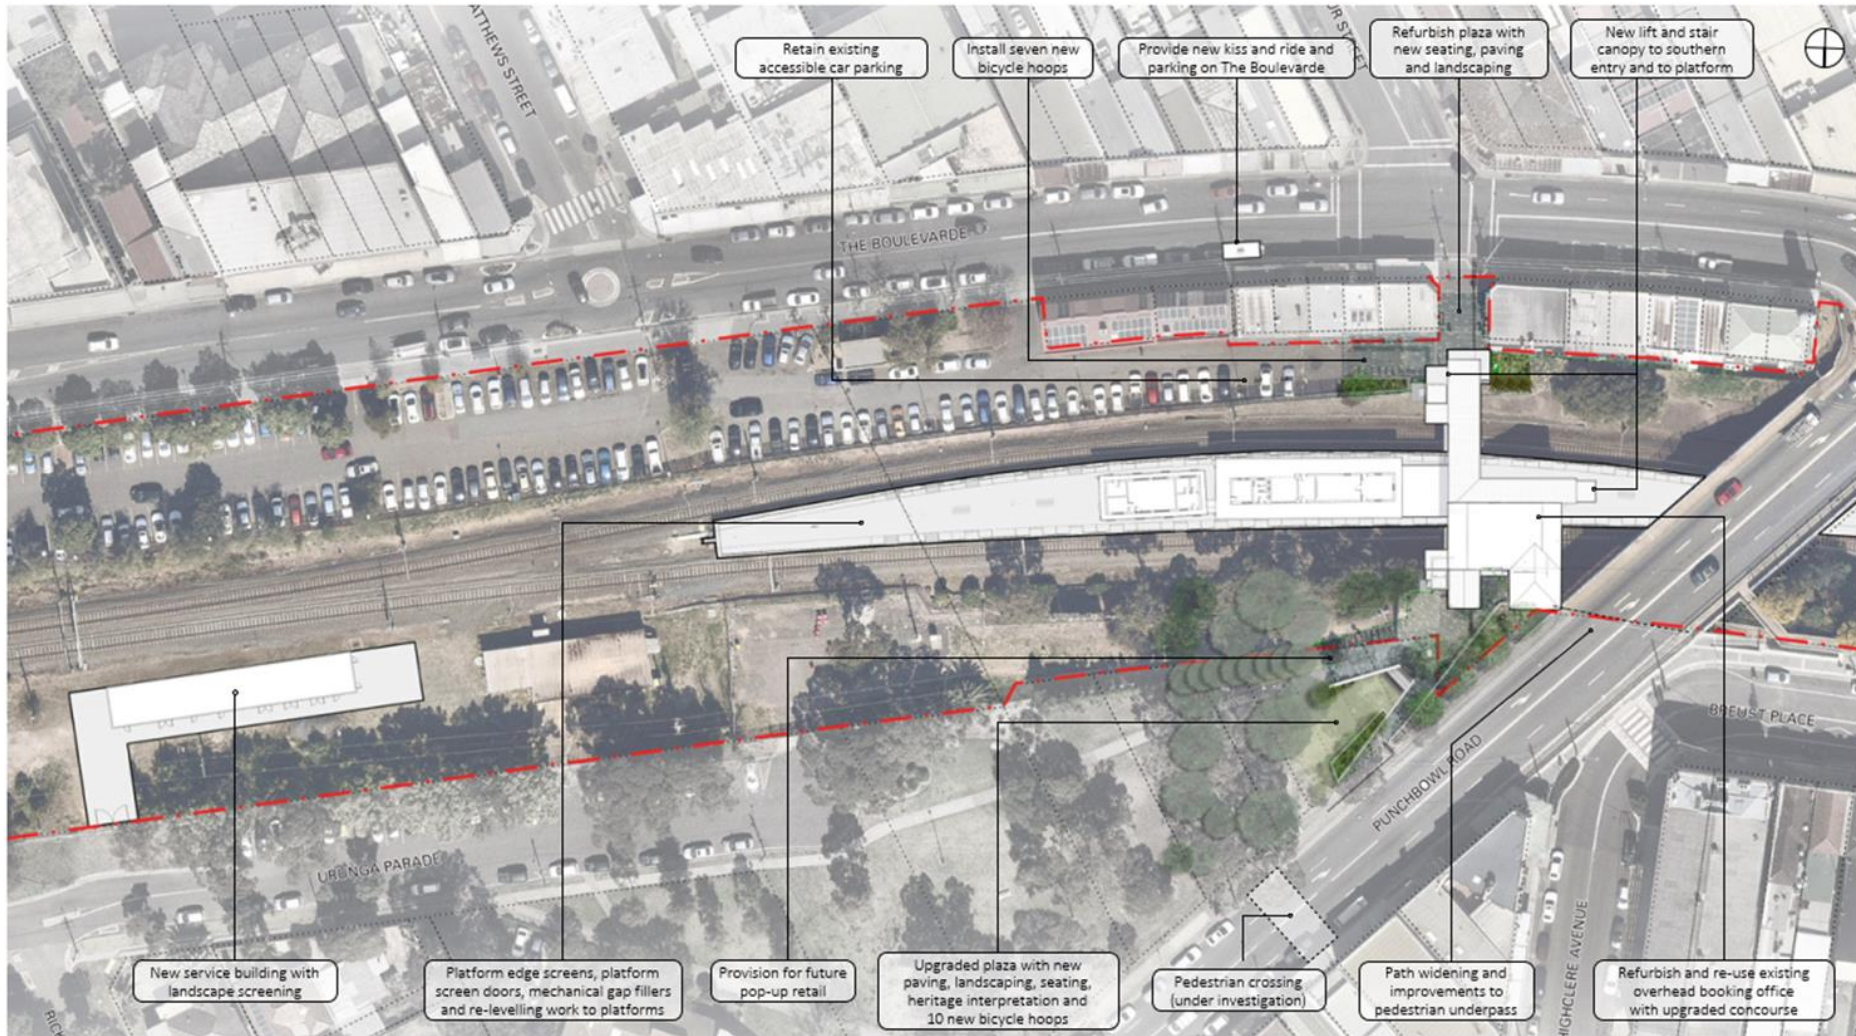 Retain existing
accessible car parking
Install seven new
bicycle hoops
Provide new kiss and ride and
parking on The Boulevarde
Refurbish plaza with
new seating, paving
and landscaping
New lift and stair
canopy to southern
entry and to platform
ATTHEWS STREET
UR STREET
THE BOULEVARDE
BREUST PLACE
PUNCHBOWL ROAD
URUNGA PARADE
HIGHCLERE AVENUE
RICK
New service building with
landscape screening
Platform edge screens, platform
screen doors, mechanical gap fillers
and re-levelling work to platforms
Provision for future
pop-up retail
Upgraded plaza with new
paving, landscaping, seating,
heritage interpretation and
10 new bicycle hoops
Pedestrian crossing
(under investigation)
Path widening and
improvements to
pedestrian underpass
Refurbish and re-use existing
overhead booking office
with upgraded concourse